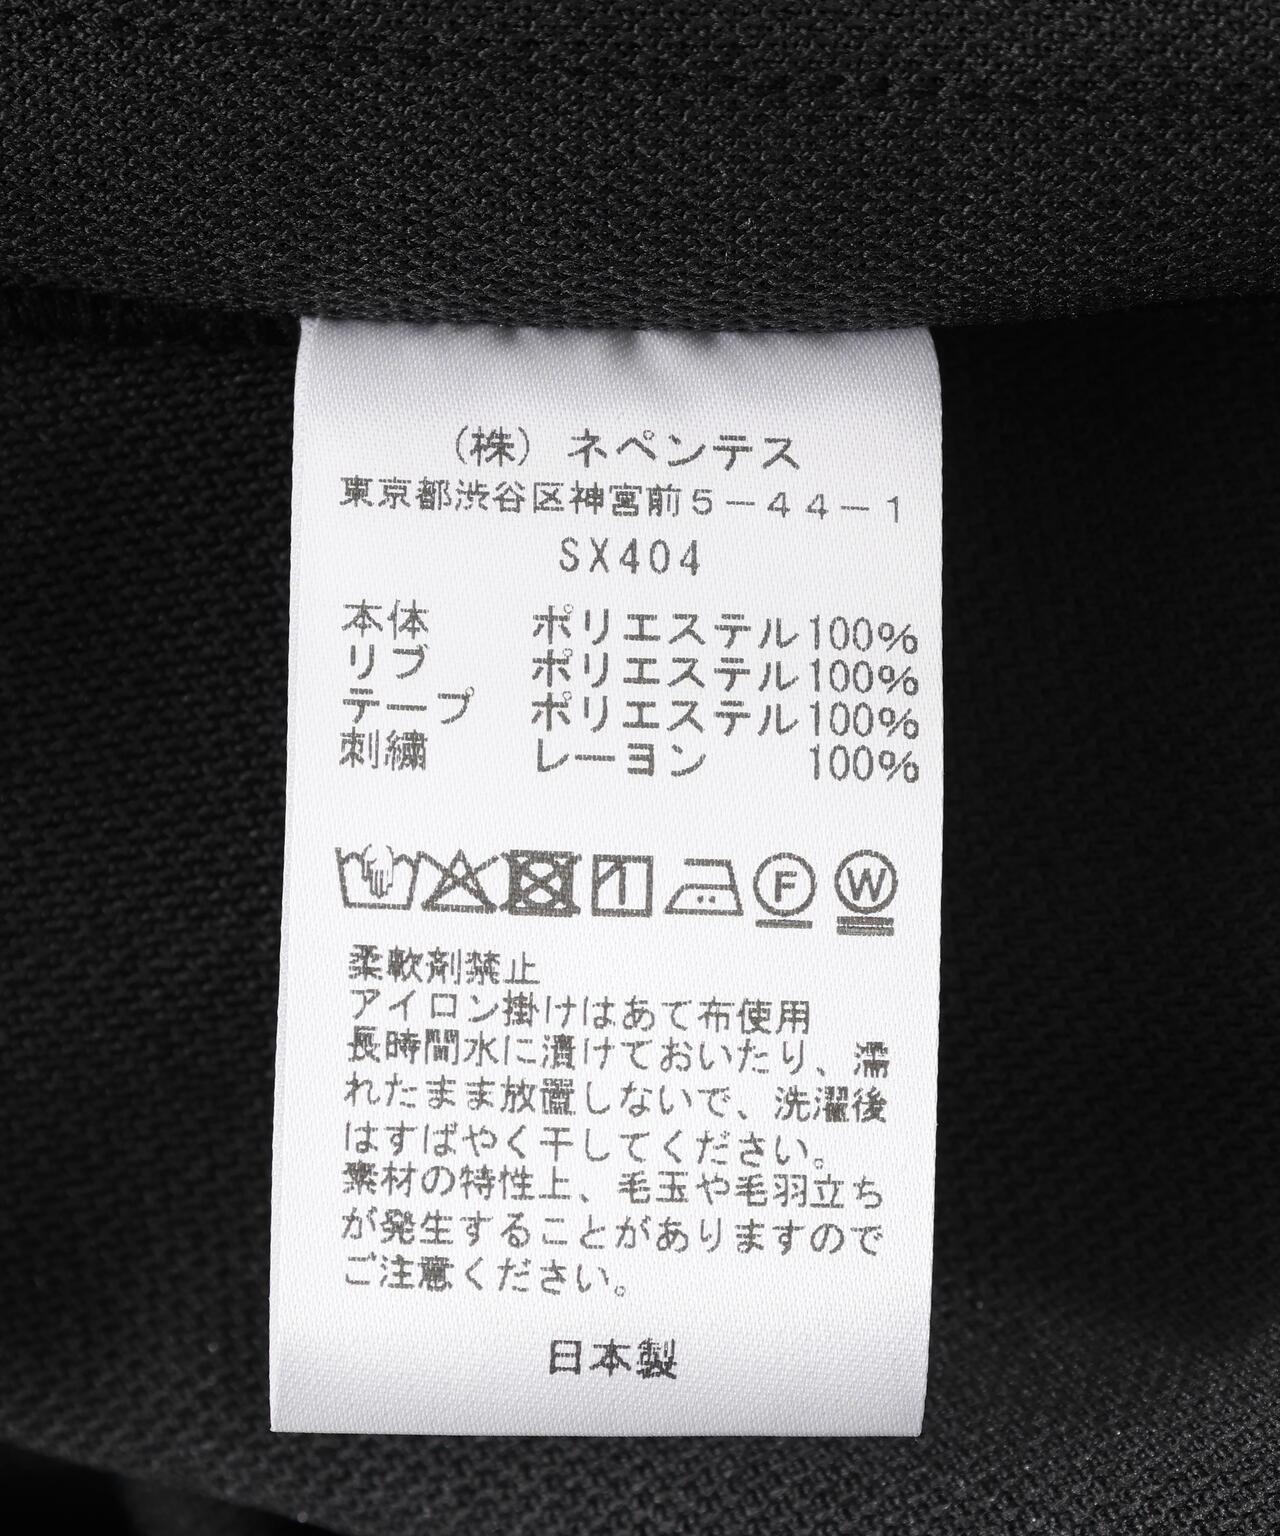 (株) ネペンテス
東京都渋谷区神宮前5-44-1
SX404
本体 ポリエステル100%
リブ ポリエステル100%
テープ ポリエステル100%
刺繍 レーヨン 100%
F W
柔軟剤禁止
アイロン掛けはあて布使用
長時間水に漬けておいたり、濡
れたまま放置しないで、洗濯後
はすばやく干してください。
素材の特性上、毛玉や毛羽立ち
が発生することがありますので
ご注意ください。
日本製